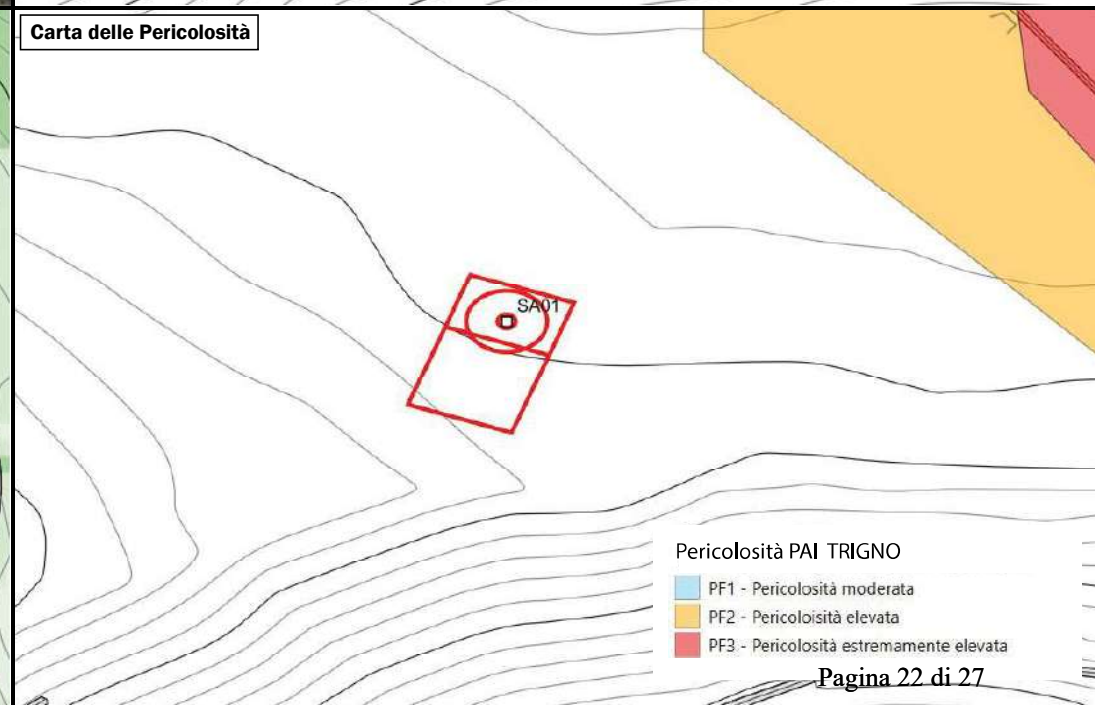 Carta delle Pericolosità
SA01
Pericolosità PAI TRIGNO
PF1 - Pericolosità moderata
PF2 - Pericoloisità elevata
PF3 - Pericolosità estremamente elevata
Pagina 22 di 27